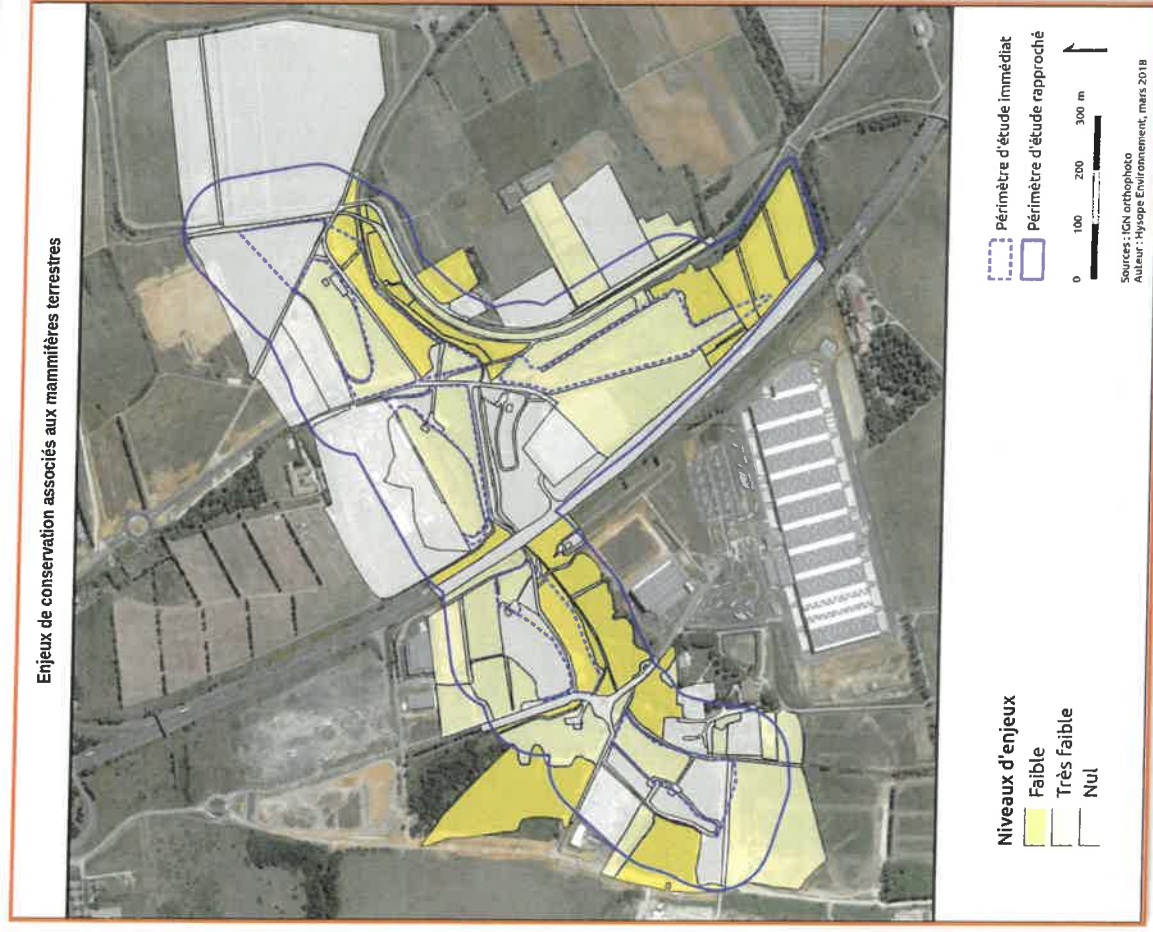 Enjeux de conservation associés aux mammifères terrestres
Niveaux d'enjeux
Faible
Très faible
Nul
Périmètre d'étude immédiat
Périmètre d'étude rapproché
0 100 200 300 m
Sources : IGN orthophoto
Auteur : Hysope Environnement, mars 2018